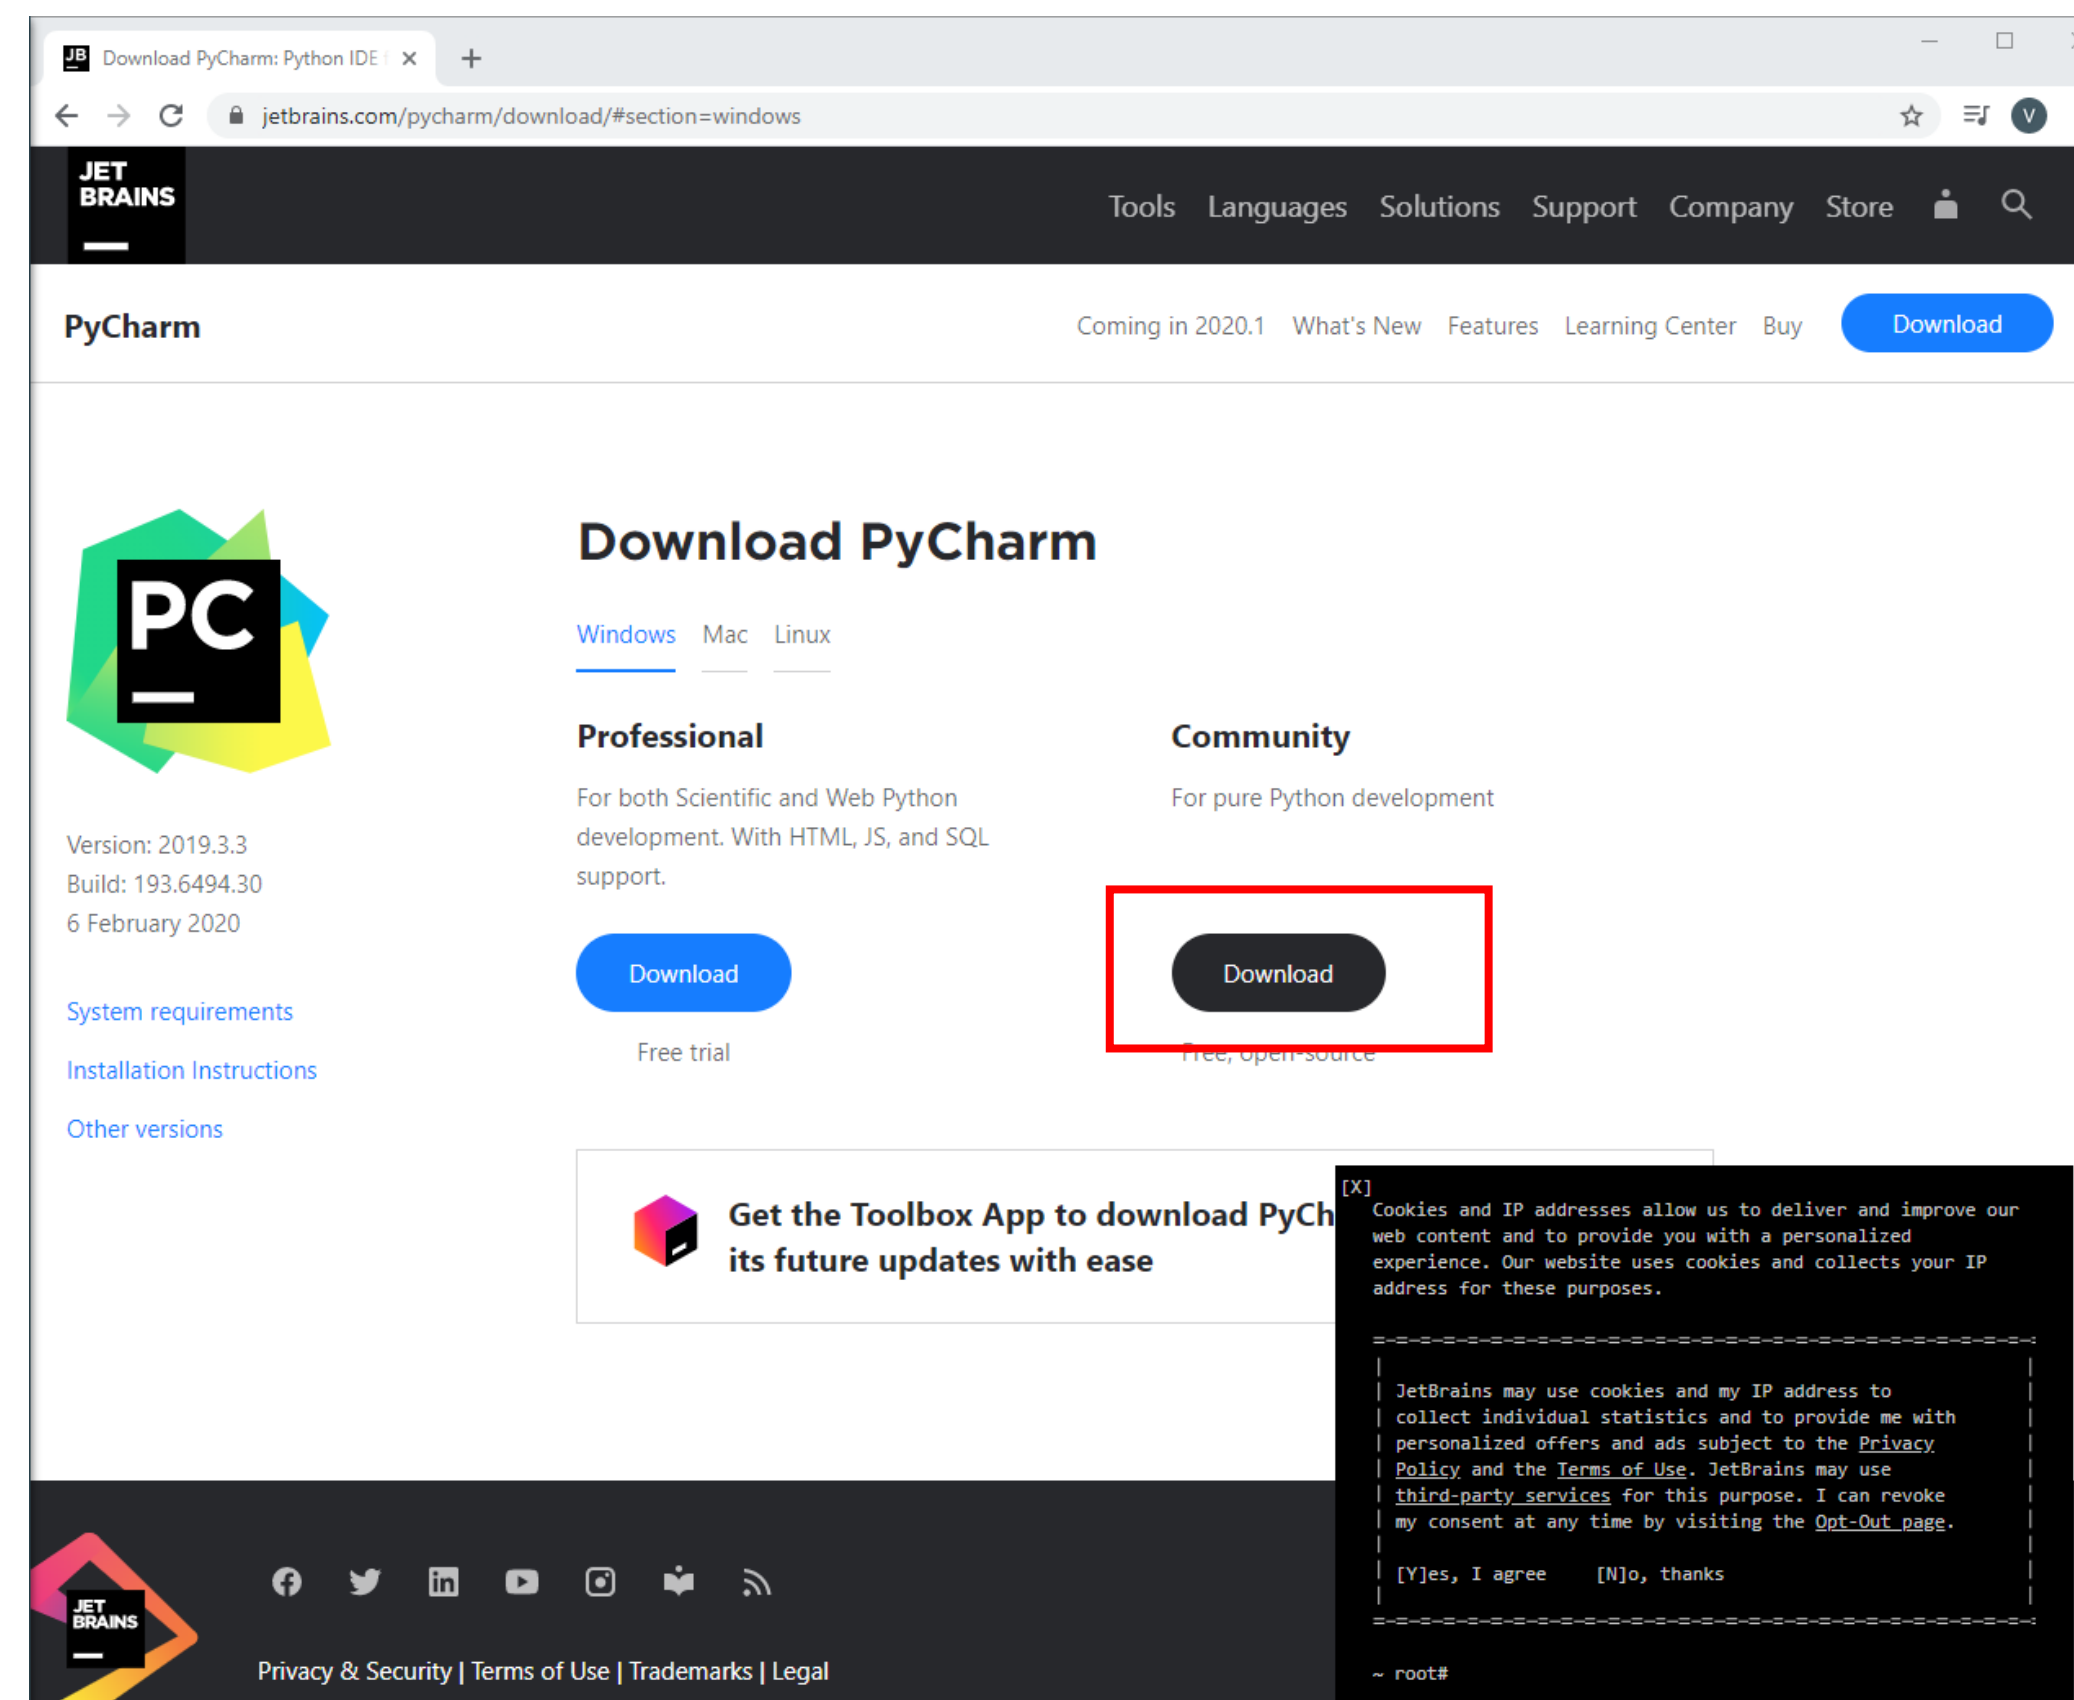 JB Download PyCharm: Python IDE f
jetbrains.com/pycharm/download/#section=windows
V
JET
BRAINS
Tools Languages Solutions Support Company Store
PyCharm
Coming in 2020.1 What's New Features Learning Center Buy Download
Download PyCharm
PC
Windows Mac Linux
Professional
For both Scientific and Web Python
development. With HTML, JS, and SQL
support.
Download
Free trial
Community
For pure Python development
Download
Free, open-source
Version: 2019.3.3
Build: 193.6494.30
6 February 2020
System requirements
Installation Instructions
Other versions
Get the Toolbox App to download PyCh
its future updates with ease
[X]
Cookies and IP addresses allow us to deliver and improve our
web content and to provide you with a personalized
experience. Our website uses cookies and collects your IP
address for these purposes.
JetBrains may use cookies and my IP address to
collect individual statistics and to provide me with
personalized offers and ads subject to the Privacy
Policy and the Terms of Use. JetBrains may use
third-party services for this purpose. I can revoke
my consent at any time by visiting the Opt-Out page.
[Y]es, I agree [N]o, thanks
~ root#
JET
BRAINS
in
Privacy & Security | Terms of Use | Trademarks | Legal